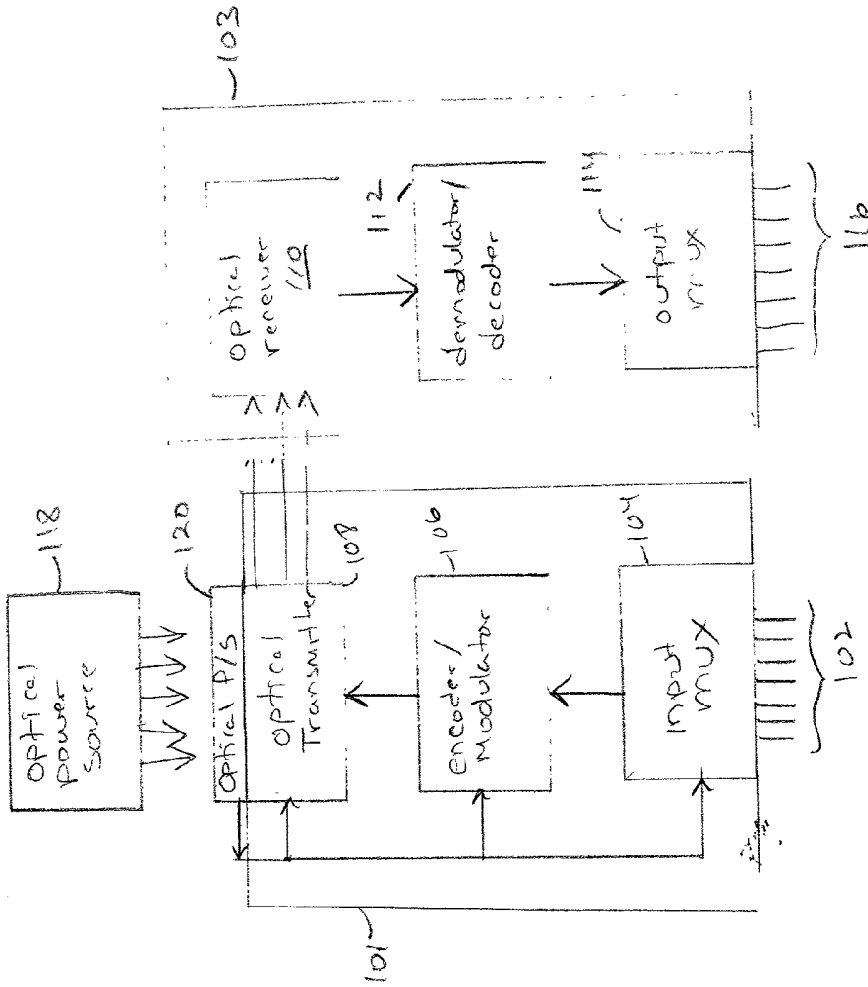 118
optical
power
source
120
optical P/S
optical
Transmitter
108
encoder/
Modulator
106
input
mux
104
102
101
103
optical
receiver
110
112
demodulator/
decoder
114
output
mux
116